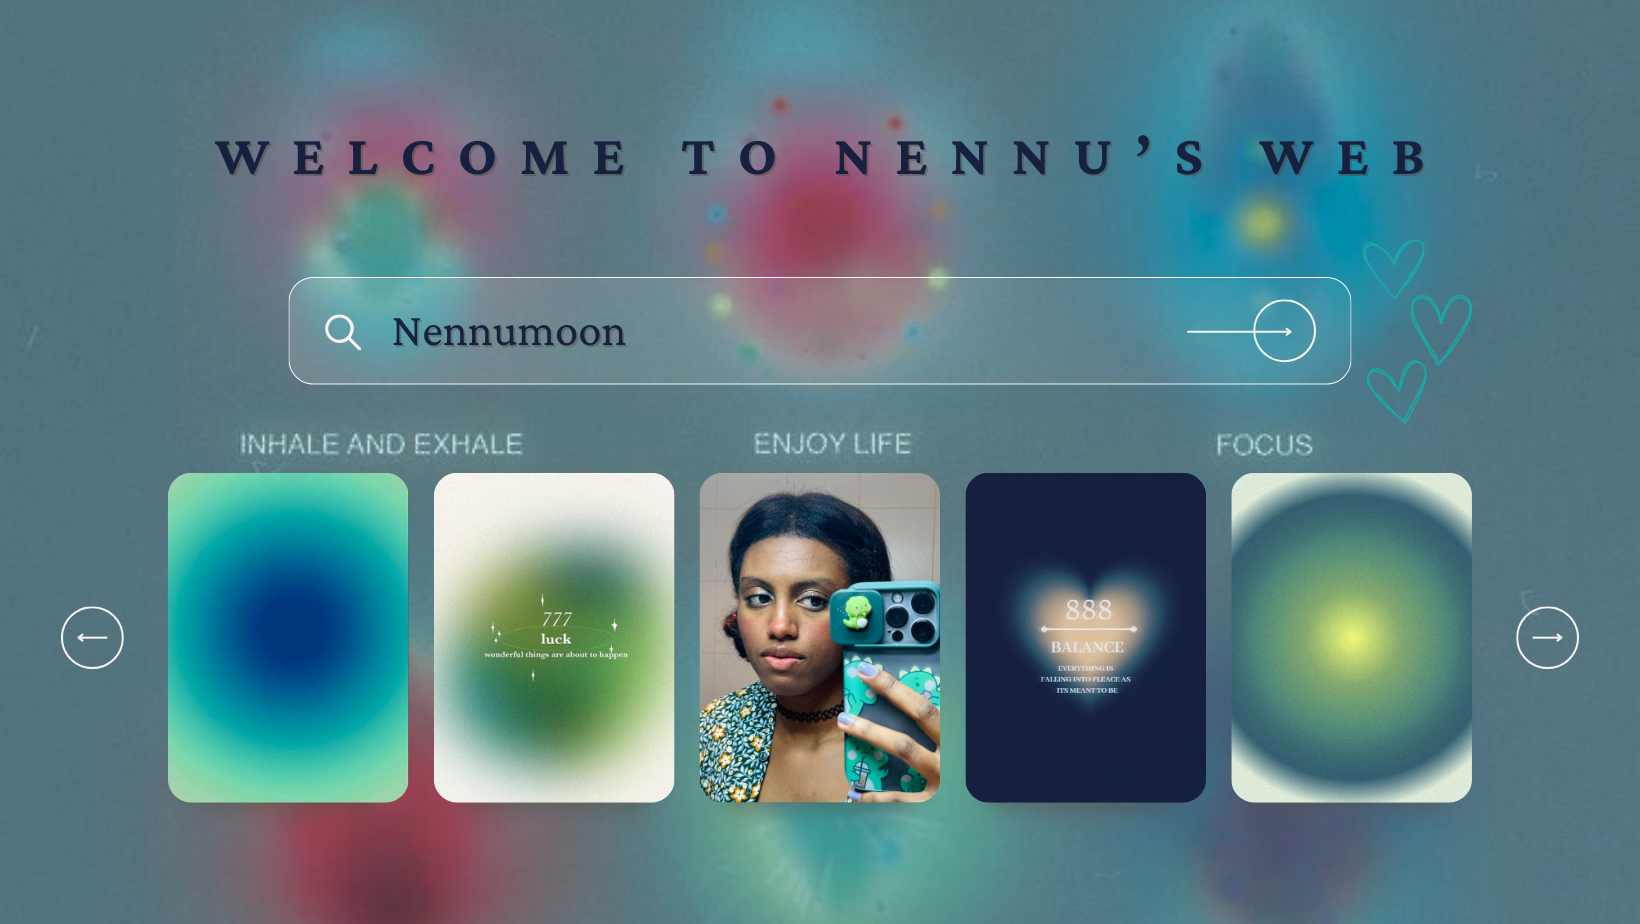 WELCOME TO NENNU’S WEB
Nennumoon
INHALE AND EXHALE
ENJOY LIFE
FOCUS
777
luck
wonderful things are about to happen
888
BALANCE
EVERYTHING IS
FALLING INTO PLEACE AS
ITS MEANT TO BE